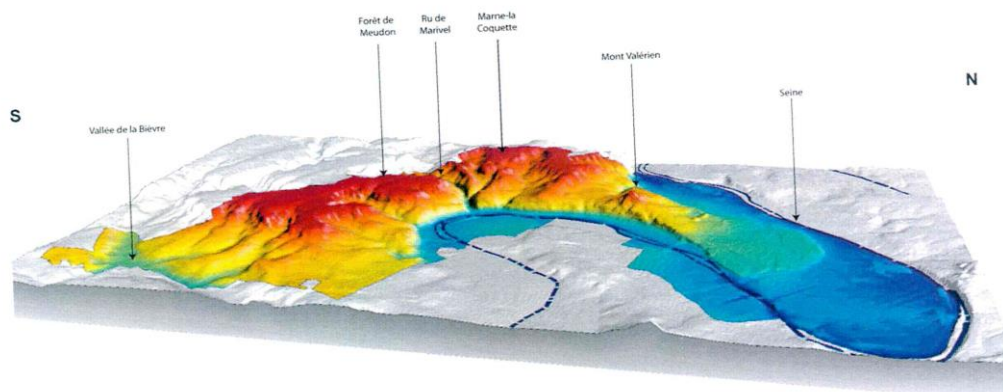 Forêt de
Meudon
Ru de
Marivel
Marne-la
Coquette
Mont Valérien
N
Seine
S
Vallée de la Bièvre